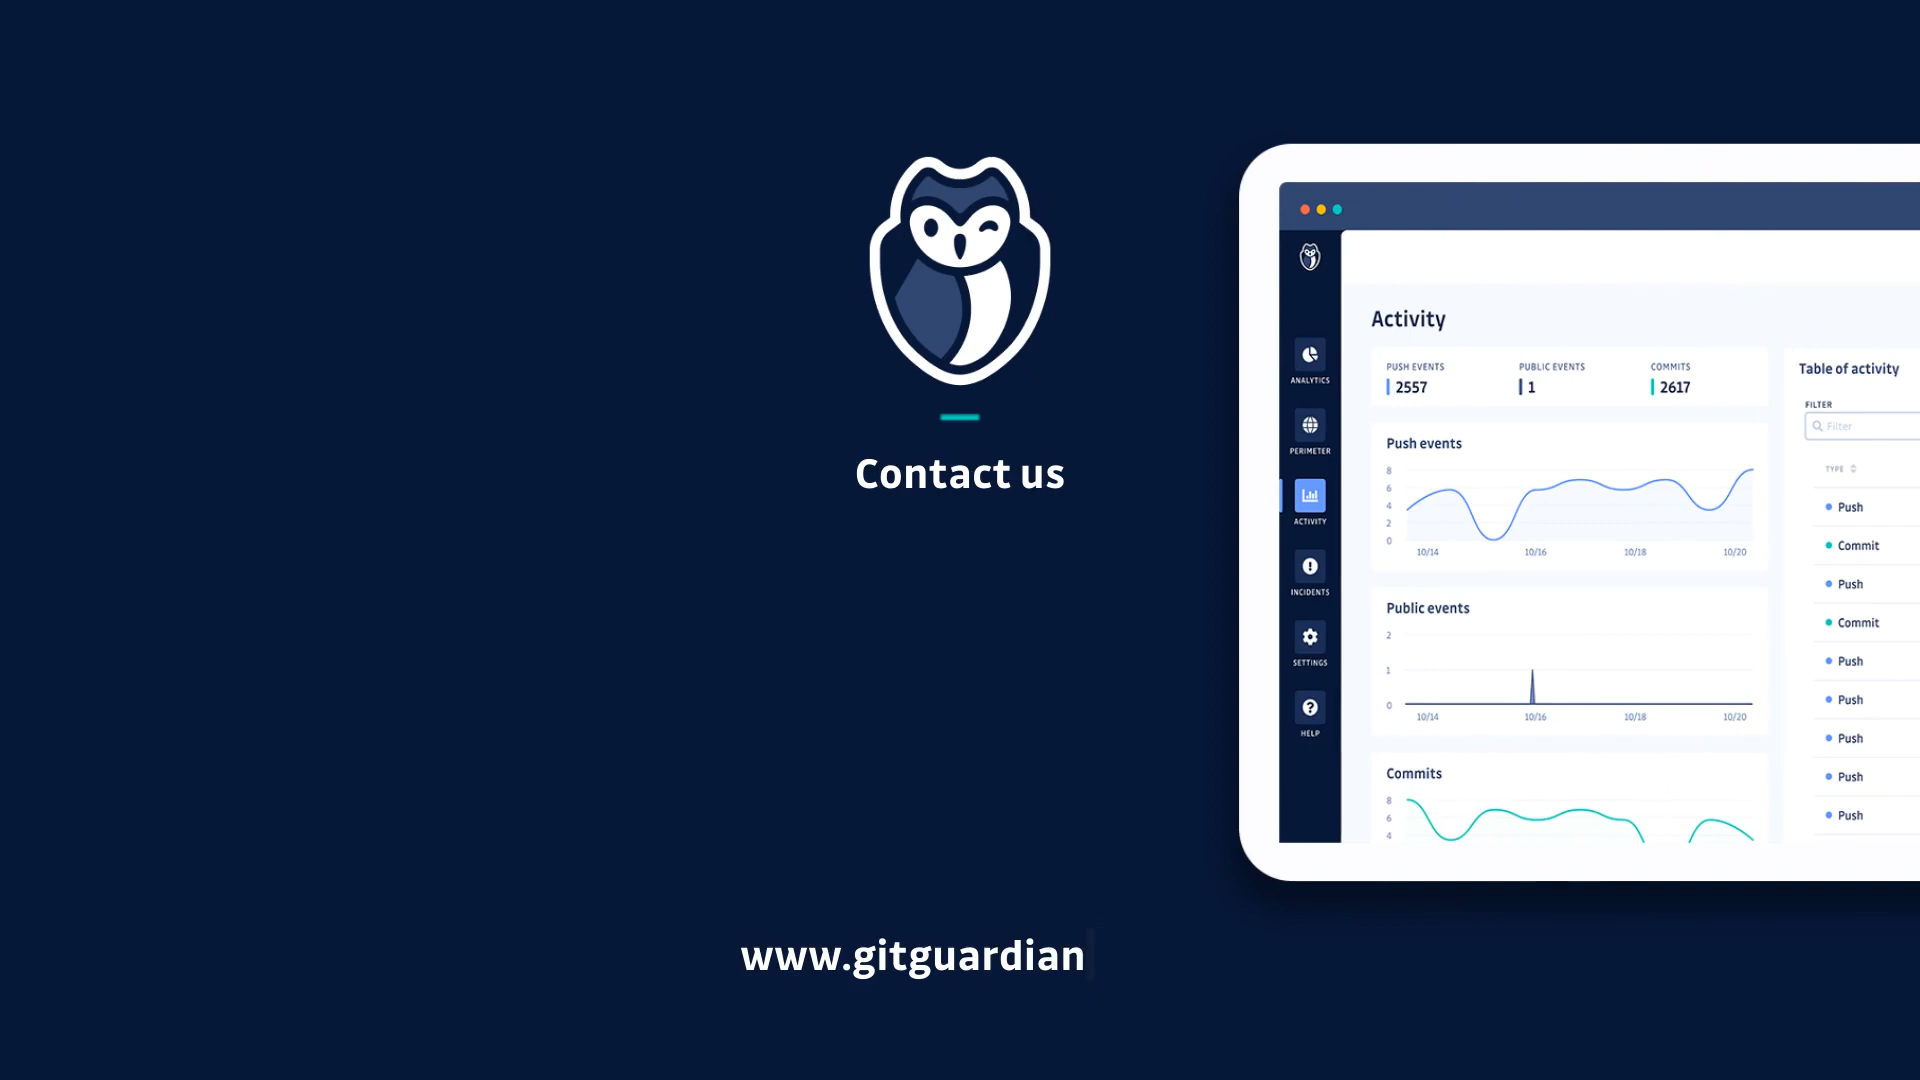 Contact us
www.gitguardian
Activity
PUSH EVENTS
2557
PUBLIC EVENTS
1
COMMITS
2617
Push events
8
6
4
2
0
10/14 10/16 10/18 10/20
Public events
2
1
0
10/14 10/16 10/18 10/20
Commits
8
6
4
Table of activity
FILTER
Filter
TYPE
Push
Commit
Push
Commit
Push
Push
Push
Push
Push
ANALYTICS
PERIMETER
ACTIVITY
INCIDENTS
SETTINGS
HELP